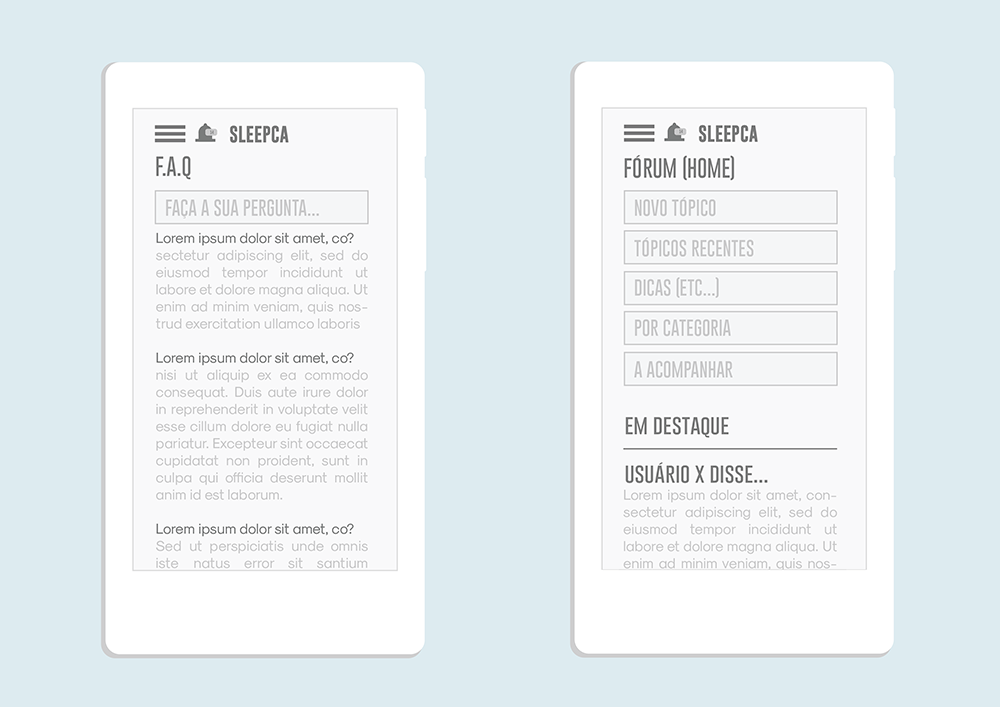 SLEEPCA
F.A.Q
FAÇA A SUA PERGUNTA...
Lorem ipsum dolor sit amet, co?
sectetur adipiscing elit, sed do
eiusmod tempor incididunt ut
labore et dolore magna aliqua. Ut
enim ad minim veniam, quis nos-
trud exercitation ullamco laboris
Lorem ipsum dolor sit amet, co?
nisi ut aliquip ex ea commodo
consequat. Duis aute irure dolor
in reprehenderit in voluptate velit
esse cillum dolore eu fugiat nulla
pariatur. Excepteur sint occaecat
cupidatat non proident, sunt in
culpa qui officia deserunt mollit
anim id est laborum.
Lorem ipsum dolor sit amet, co?
Sed ut perspiciatis unde omnis
iste natus error sit santium
SLEEPCA
FÓRUM (HOME)
NOVO TÓPICO
TÓPICOS RECENTES
DICAS (ETC...)
POR CATEGORIA
A ACOMPANHAR
EM DESTAQUE
USUÁRIO X DISSE...
Lorem ipsum dolor sit amet, con-
sectetur adipiscing elit, sed do
eiusmod tempor incididunt ut
labore et dolore magna aliqua. Ut
enim ad minim veniam, quis nos-